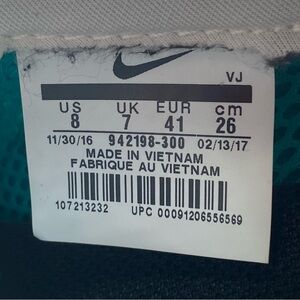 VJ
US UK EUR cm
8 7 41 26
11/30/16 942198-300 02/13/17
MADE IN VIETNAM
FABRIQUE AU VIETNAM
107213232 UPC 00091206556569